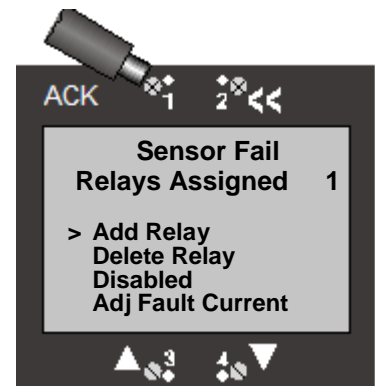 ACK 1 2 <<
Sensor Fail
Relays Assigned 1
> Add Relay
Delete Relay
Disabled
Adj Fault Current
3 4